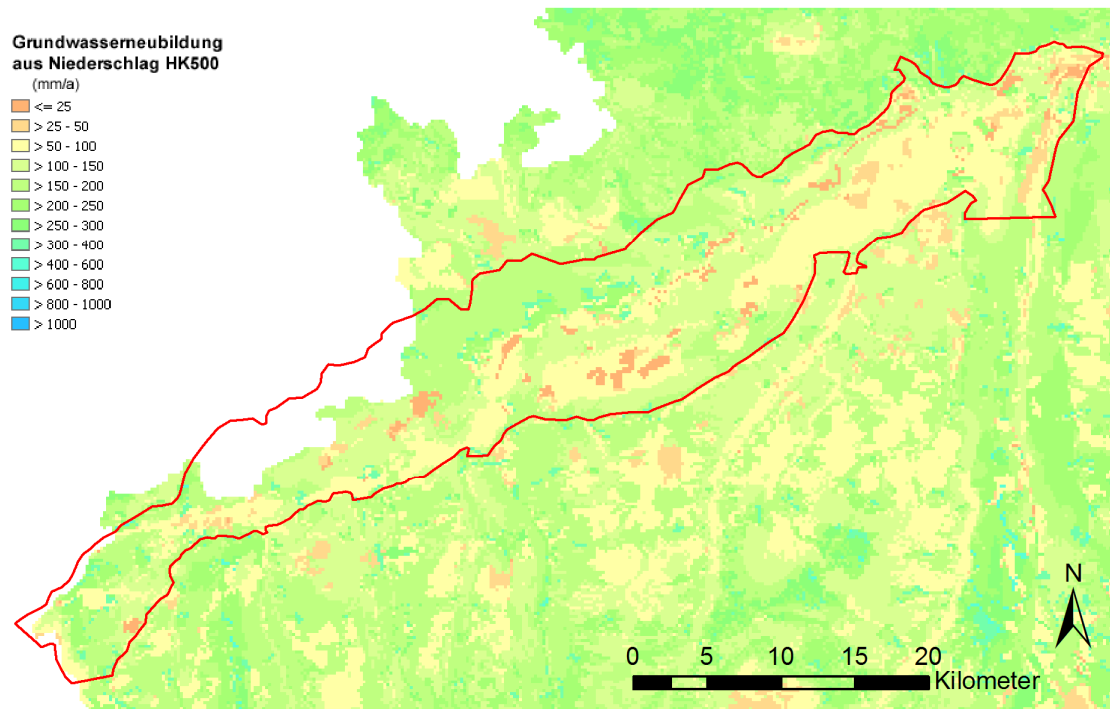 Grundwasserneubildung
aus Niederschlag HK500
(mm/a)
<= 25
> 25 - 50
> 50 - 100
> 100 - 150
> 150 - 200
> 200 - 250
> 250 - 300
> 300 - 400
> 400 - 600
> 600 - 800
> 800 - 1000
> 1000
N
0 5 10 15 20
Kilometer